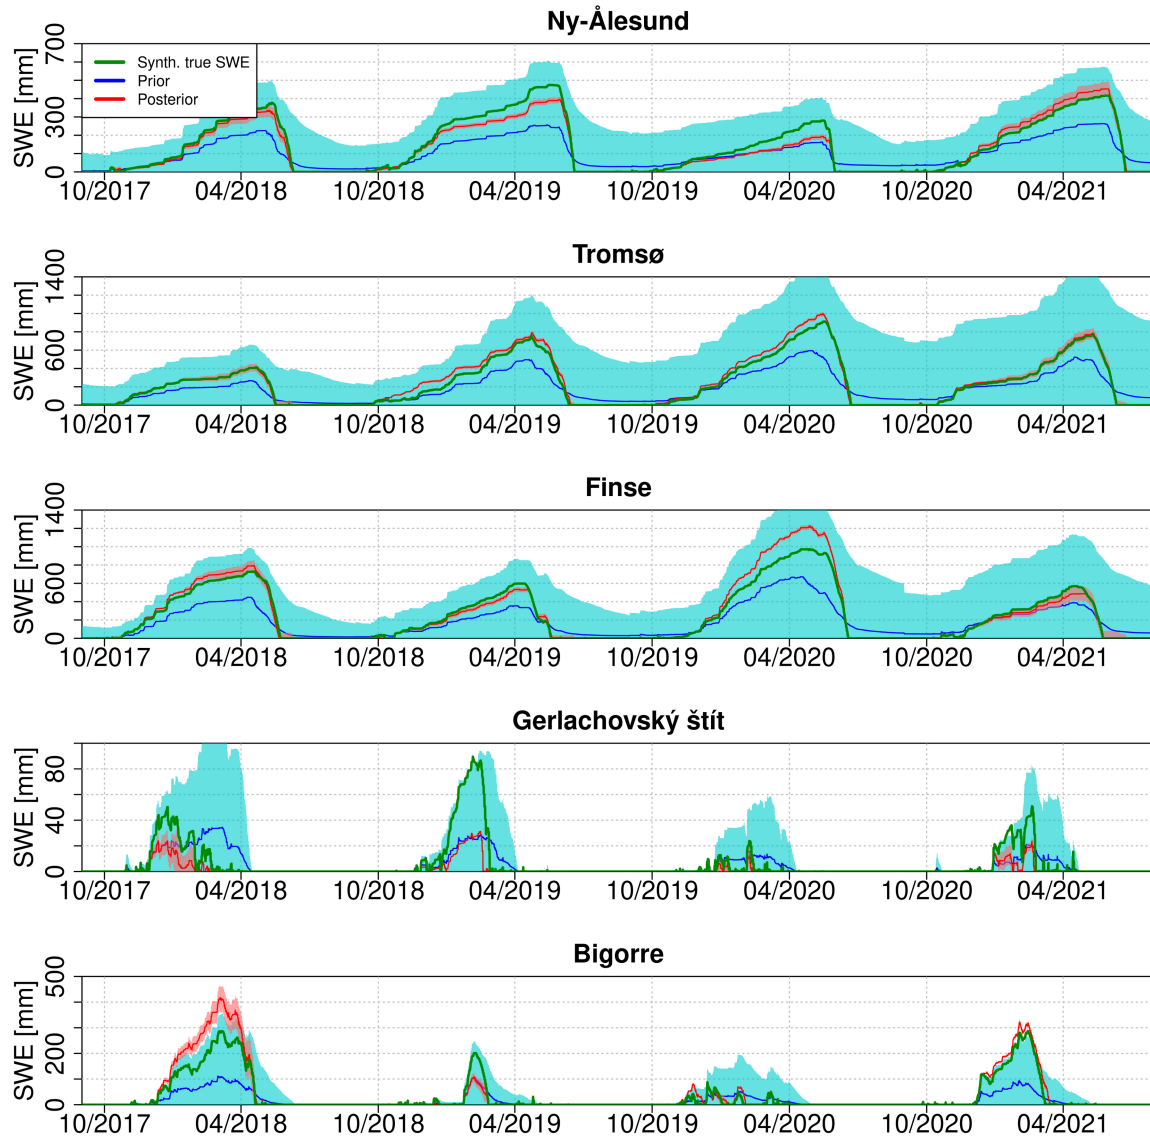 Ny-Ålesund
SWE [mm]
0 300 700
Synth. true SWE
Prior
Posterior
10/2017 04/2018 10/2018 04/2019 10/2019 04/2020 10/2020 04/2021
Tromsø
SWE [mm]
0 600 1400
10/2017 04/2018 10/2018 04/2019 10/2019 04/2020 10/2020 04/2021
Finse
SWE [mm]
0 600 1400
10/2017 04/2018 10/2018 04/2019 10/2019 04/2020 10/2020 04/2021
Gerlachovský štít
SWE [mm]
0 40 80
10/2017 04/2018 10/2018 04/2019 10/2019 04/2020 10/2020 04/2021
Bigorre
SWE [mm]
0 200 500
10/2017 04/2018 10/2018 04/2019 10/2019 04/2020 10/2020 04/2021